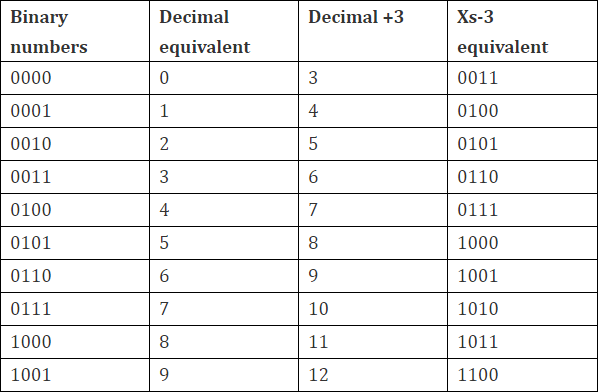 Binary numbers Decimal equivalent Decimal +3 Xs-3 equivalent
0000 0 3 0011
0001 1 4 0100
0010 2 5 0101
0011 3 6 0110
0100 4 7 0111
0101 5 8 1000
0110 6 9 1001
0111 7 10 1010
1000 8 11 1011
1001 9 12 1100